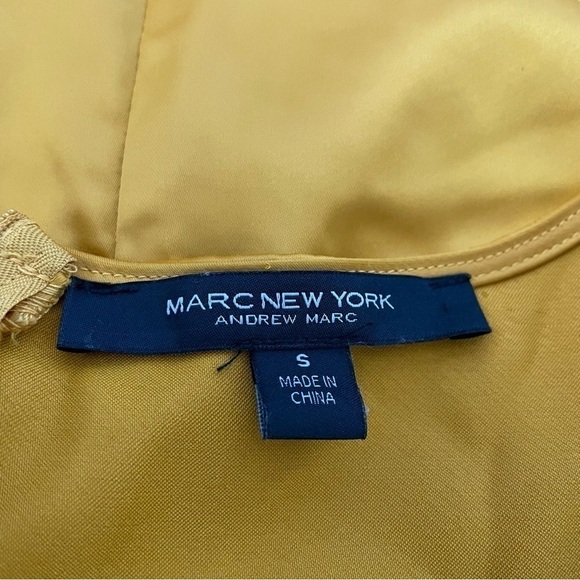 MARC NEW YORK
ANDREW MARC
S
MADE IN
CHINA